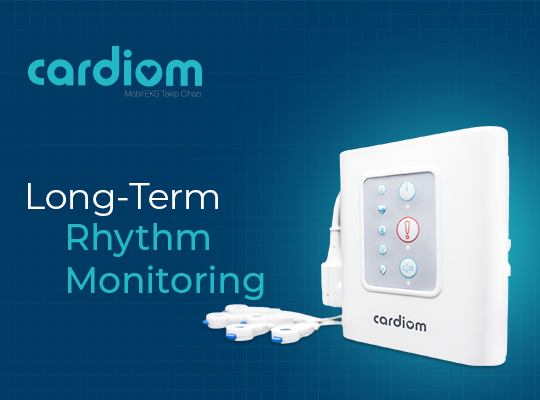 cardiom
Mobil EKG Takip Cihazı
Long-Term
Rhythm
Monitoring
cardiom